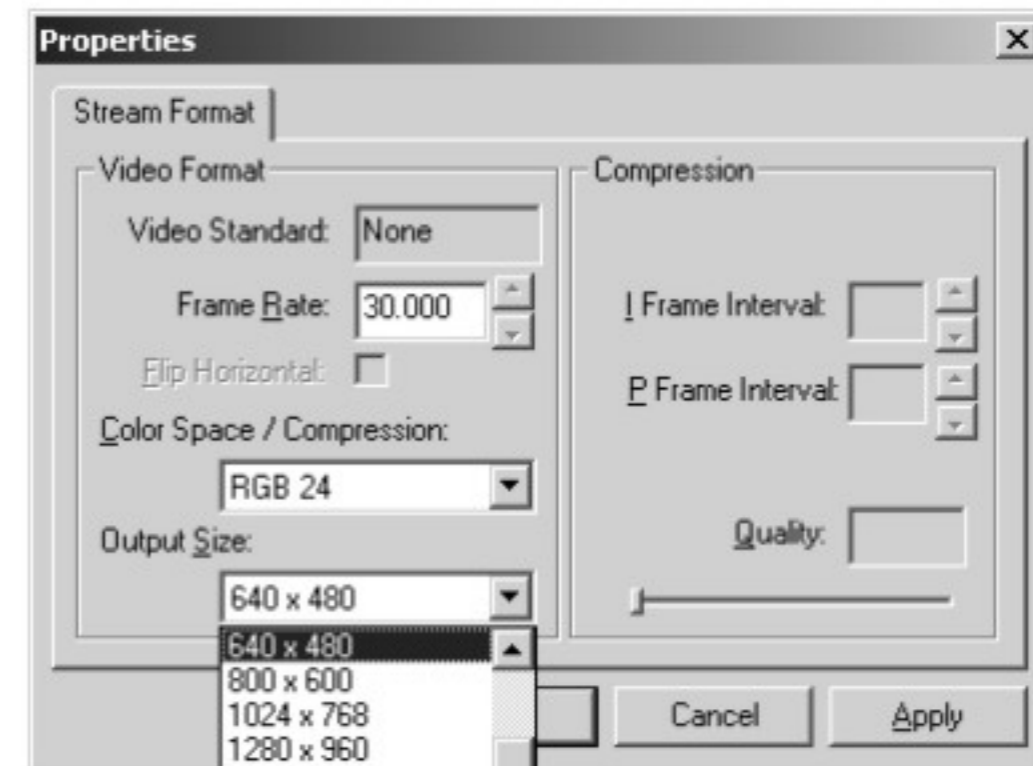 Properties
Stream Format
Video Format
Video Standard: None
Frame Rate: 30.000
Flip Horizontal:
Color Space / Compression:
RGB 24
Output Size:
640 x 480
640 x 480
800 x 600
1024 x 768
1280 x 960
Compression
I Frame Interval:
P Frame Interval:
Quality:
Cancel
Apply